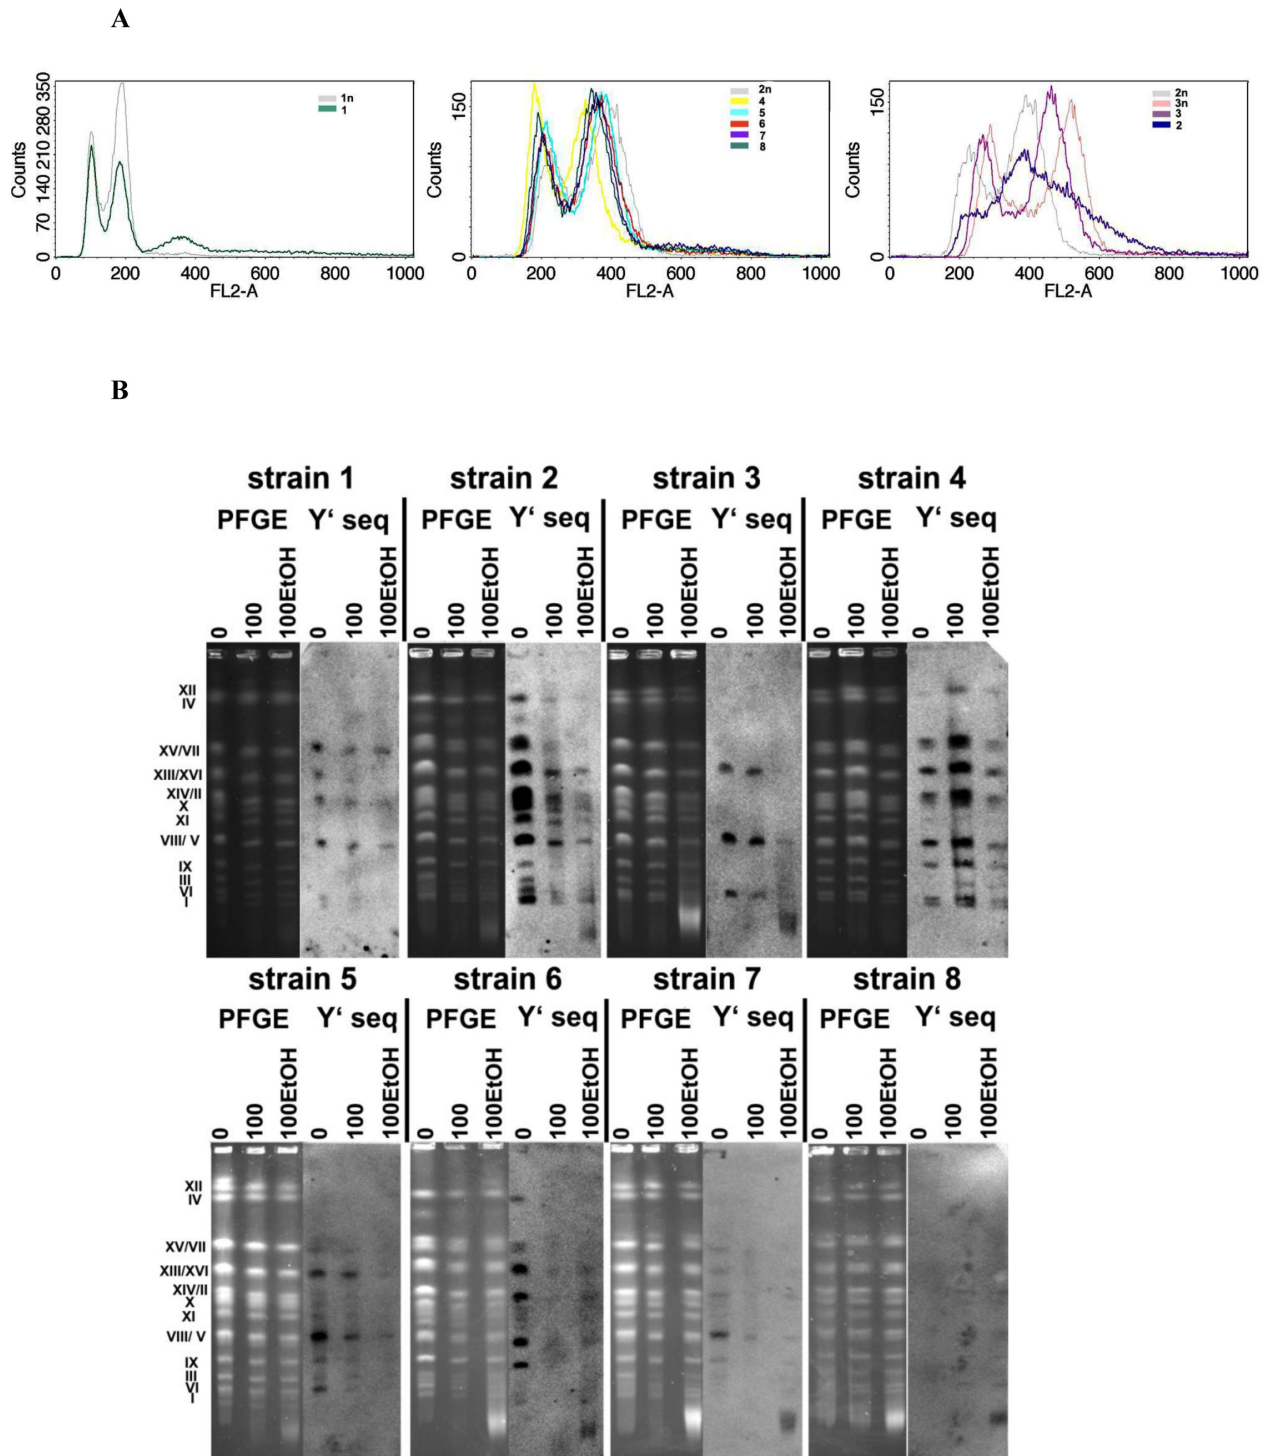 A
350
280
210
140
70
0
Counts
1n
1
0 200 400 600 800 1000
FL2-A
150
0
Counts
2n
4
5
6
7
8
0 200 400 600 800 1000
FL2-A
150
0
Counts
2n
3n
3
2
0 200 400 600 800 1000
FL2-A
B
strain 1 strain 2 strain 3 strain 4
PFGE Y‘ seq PFGE Y‘ seq PFGE Y‘ seq PFGE Y‘ seq
0 100 100EtOH 0 100 100EtOH 0 100 100EtOH 0 100 100EtOH 0 100 100EtOH 0 100 100EtOH 0 100 100EtOH 0 100 100EtOH
XII
IV
XV/VII
XIII/XVI
XIV/II
X
XI
VIII/ V
IX
III
VI
I
strain 5 strain 6 strain 7 strain 8
PFGE Y‘ seq PFGE Y‘ seq PFGE Y‘ seq PFGE Y‘ seq
0 100 100EtOH 0 100 100EtOH 0 100 100EtOH 0 100 100EtOH 0 100 100EtOH 0 100 100EtOH 0 100 100EtOH 0 100 100EtOH
XII
IV
XV/VII
XIII/XVI
XIV/II
X
XI
VIII/ V
IX
III
VI
I